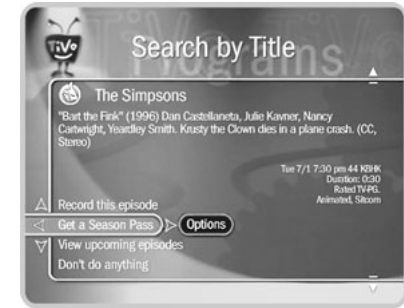 TiVo
Search by Title
TiVograms
The Simpsons
"Bart the Fink" (1996) Dan Castellaneta, Julie Kavner, Nancy
Cartwright, Yeardley Smith. Krusty the Clown dies in a plane crash. (CC,
Stereo)
Tue 7/1 7:30 pm 44 KBHK
Duration: 0:30
Rated TV-PG.
Animated, Sitcom
Record this episode
Get a Season Pass Options
View upcoming episodes
Don't do anything